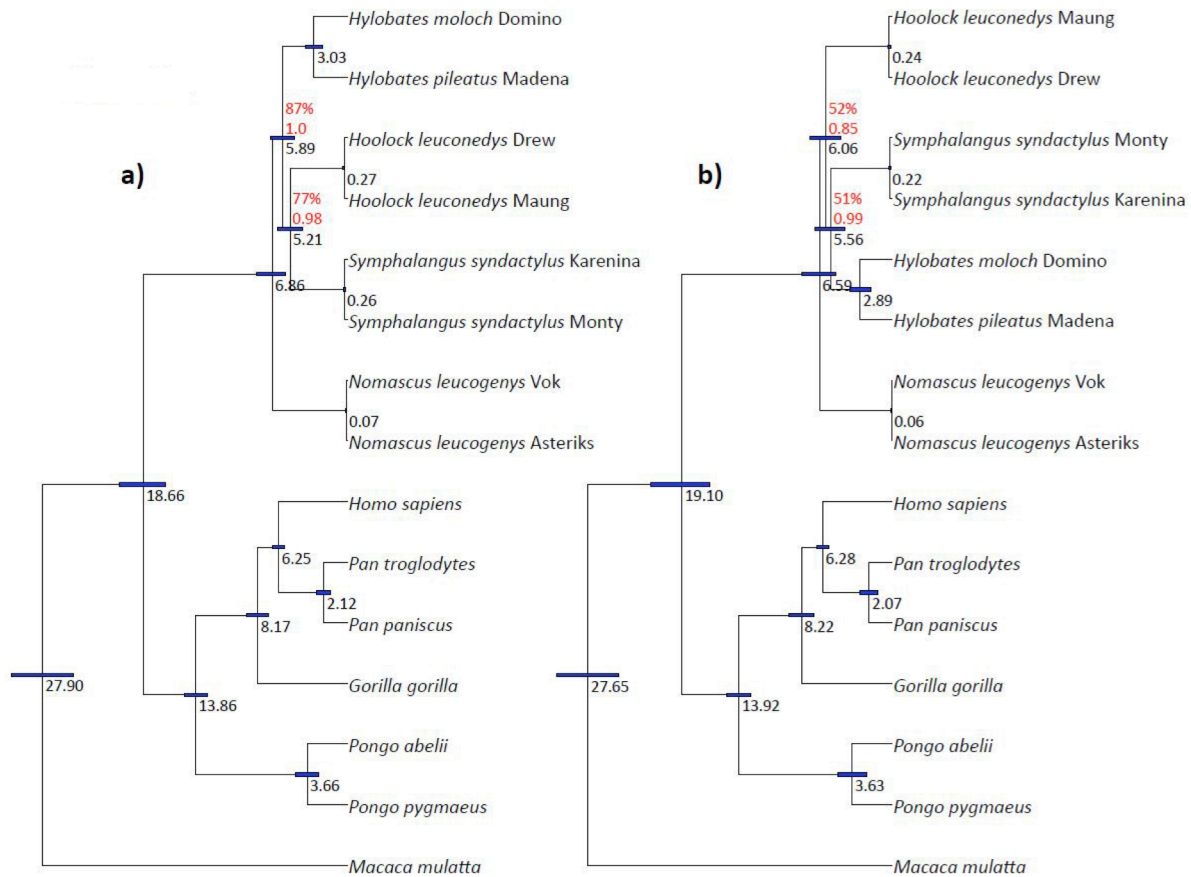 a)
Hylobates moloch Domino
3.03
Hylobates pileatus Madena
87%
1.0
5.89
Hoolock leuconedys Drew
0.27
Hoolock leuconedys Maung
77%
0.98
5.21
Symphalangus syndactylus Karenina
6.86
0.26
Symphalangus syndactylus Monty
Nomascus leucogenys Vok
0.07
Nomascus leucogenys Asteriks
18.66
Homo sapiens
6.25
Pan troglodytes
2.12
Pan paniscus
8.17
Gorilla gorilla
27.90
13.86
Pongo abelii
3.66
Pongo pygmaeus
Macaca mulatta
b)
Hoolock leuconedys Maung
0.24
Hoolock leuconedys Drew
52%
0.85
6.06
Symphalangus syndactylus Monty
0.22
Symphalangus syndactylus Karenina
51%
0.99
5.56
Hylobates moloch Domino
6.59
2.89
Hylobates pileatus Madena
Nomascus leucogenys Vok
0.06
Nomascus leucogenys Asteriks
19.10
Homo sapiens
6.28
Pan troglodytes
2.07
Pan paniscus
8.22
Gorilla gorilla
27.65
13.92
Pongo abelii
3.63
Pongo pygmaeus
Macaca mulatta